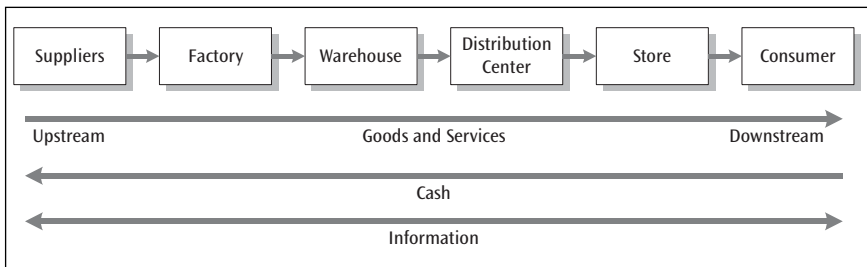 Suppliers
Factory
Warehouse
Distribution
Center
Store
Consumer
Upstream
Goods and Services
Downstream
Cash
Information